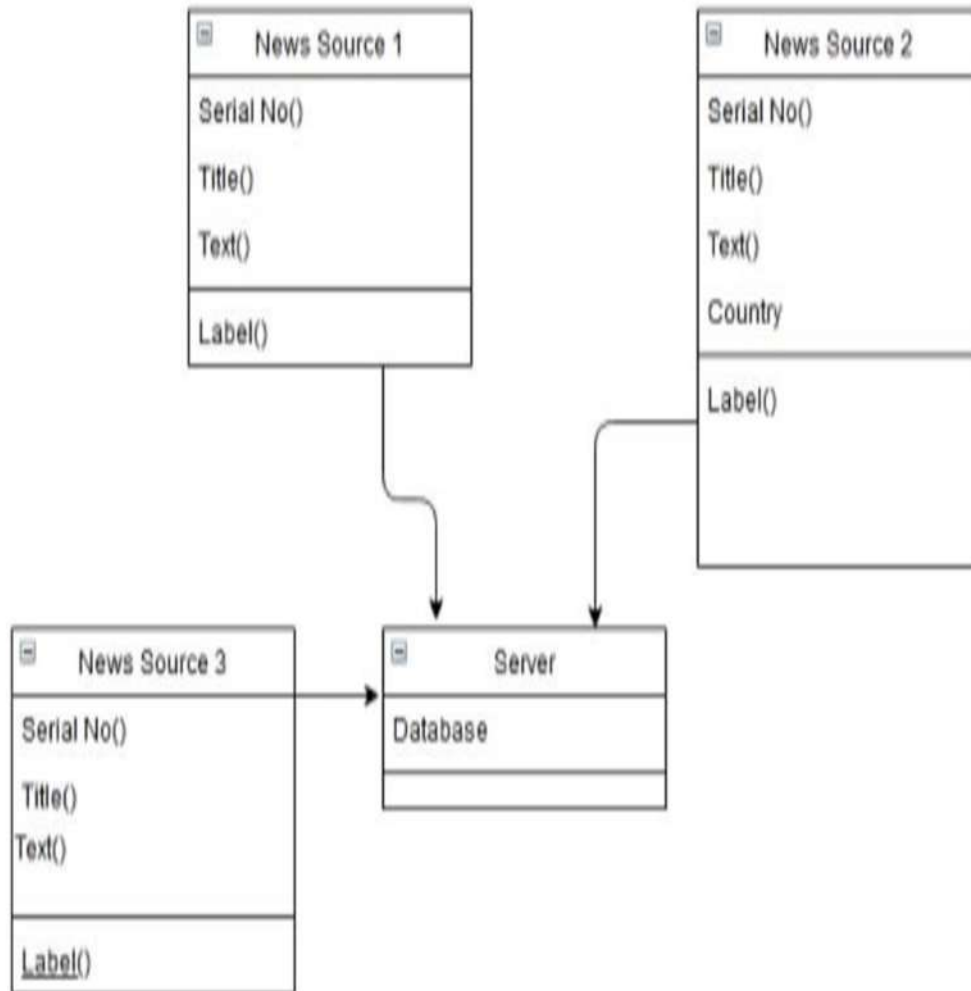 News Source 1
Serial No()
Title()
Text()
Label()
News Source 2
Serial No()
Title()
Text()
Country
Label()
News Source 3
Serial No()
Title()
Text()
Label()
Server
Database